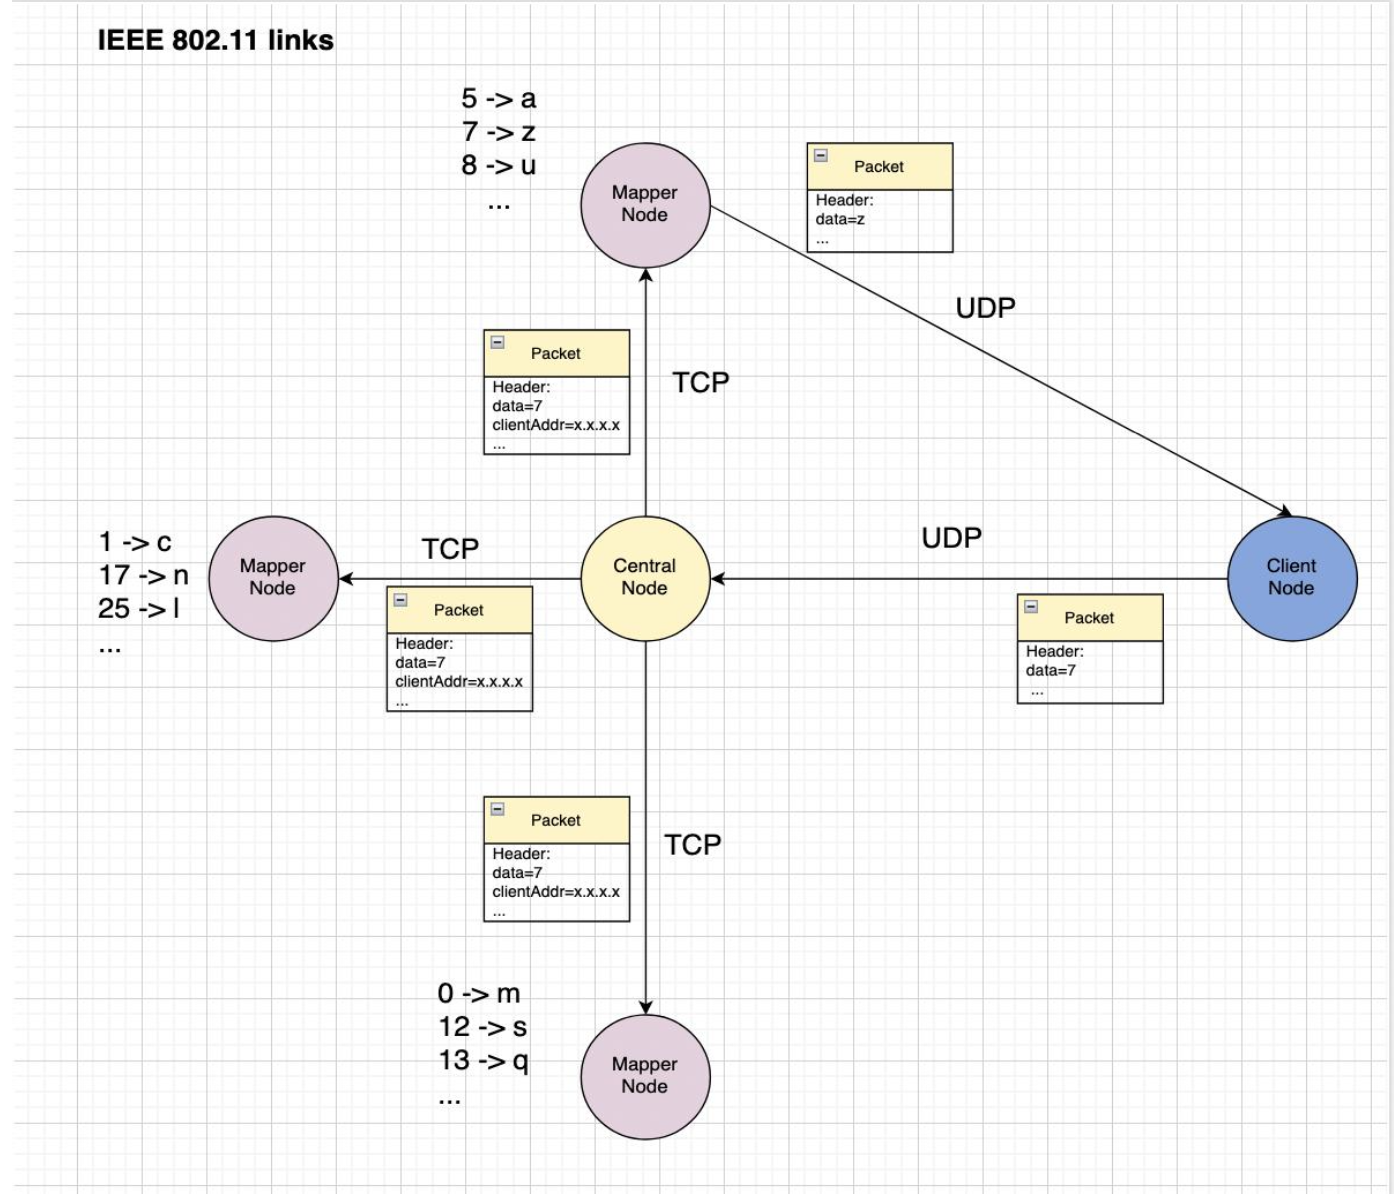 IEEE 802.11 links
5 -> a
7 -> z
8 -> u
...
Mapper
Node
Packet
Header:
data=z
...
UDP
Packet
Header:
data=7
clientAddr=x.x.x.x
...
TCP
1 -> c
17 -> n
25 -> l
...
Mapper
Node
TCP
Packet
Header:
data=7
clientAddr=x.x.x.x
...
Central
Node
UDP
Client
Node
Packet
Header:
data=7
...
Packet
Header:
data=7
clientAddr=x.x.x.x
...
TCP
0 -> m
12 -> s
13 -> q
...
Mapper
Node